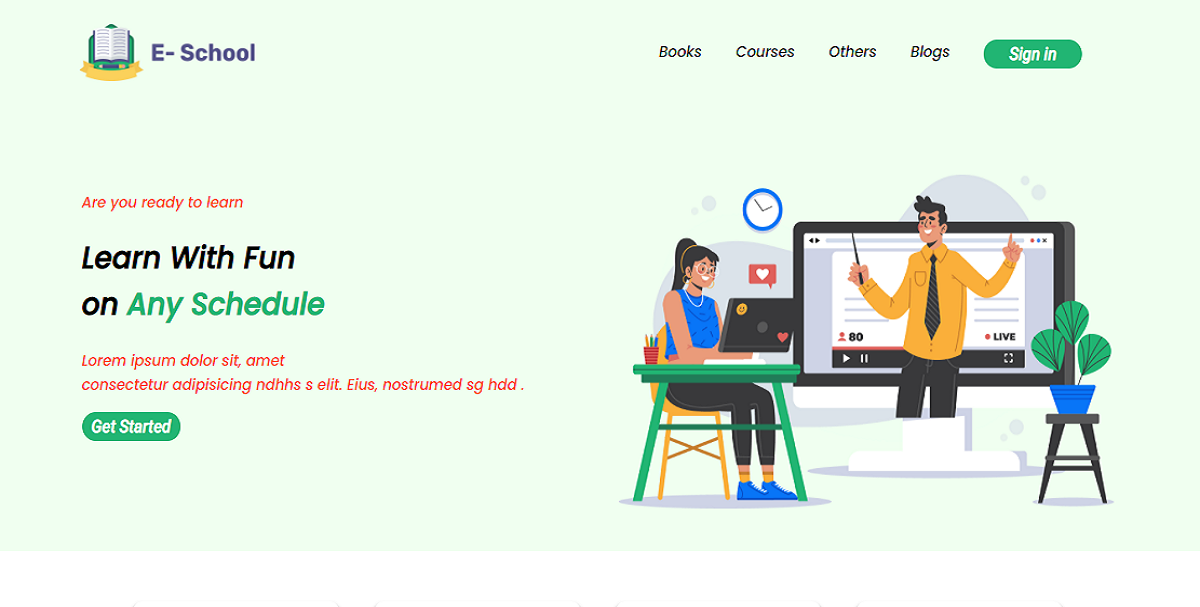 E- School
Books Courses Others Blogs Sign in
Are you ready to learn
Learn With Fun
on Any Schedule
Lorem ipsum dolor sit, amet
consectetur adipisicing ndhhs s elit. Eius, nostrumed sg hdd .
Get Started
80
LIVE